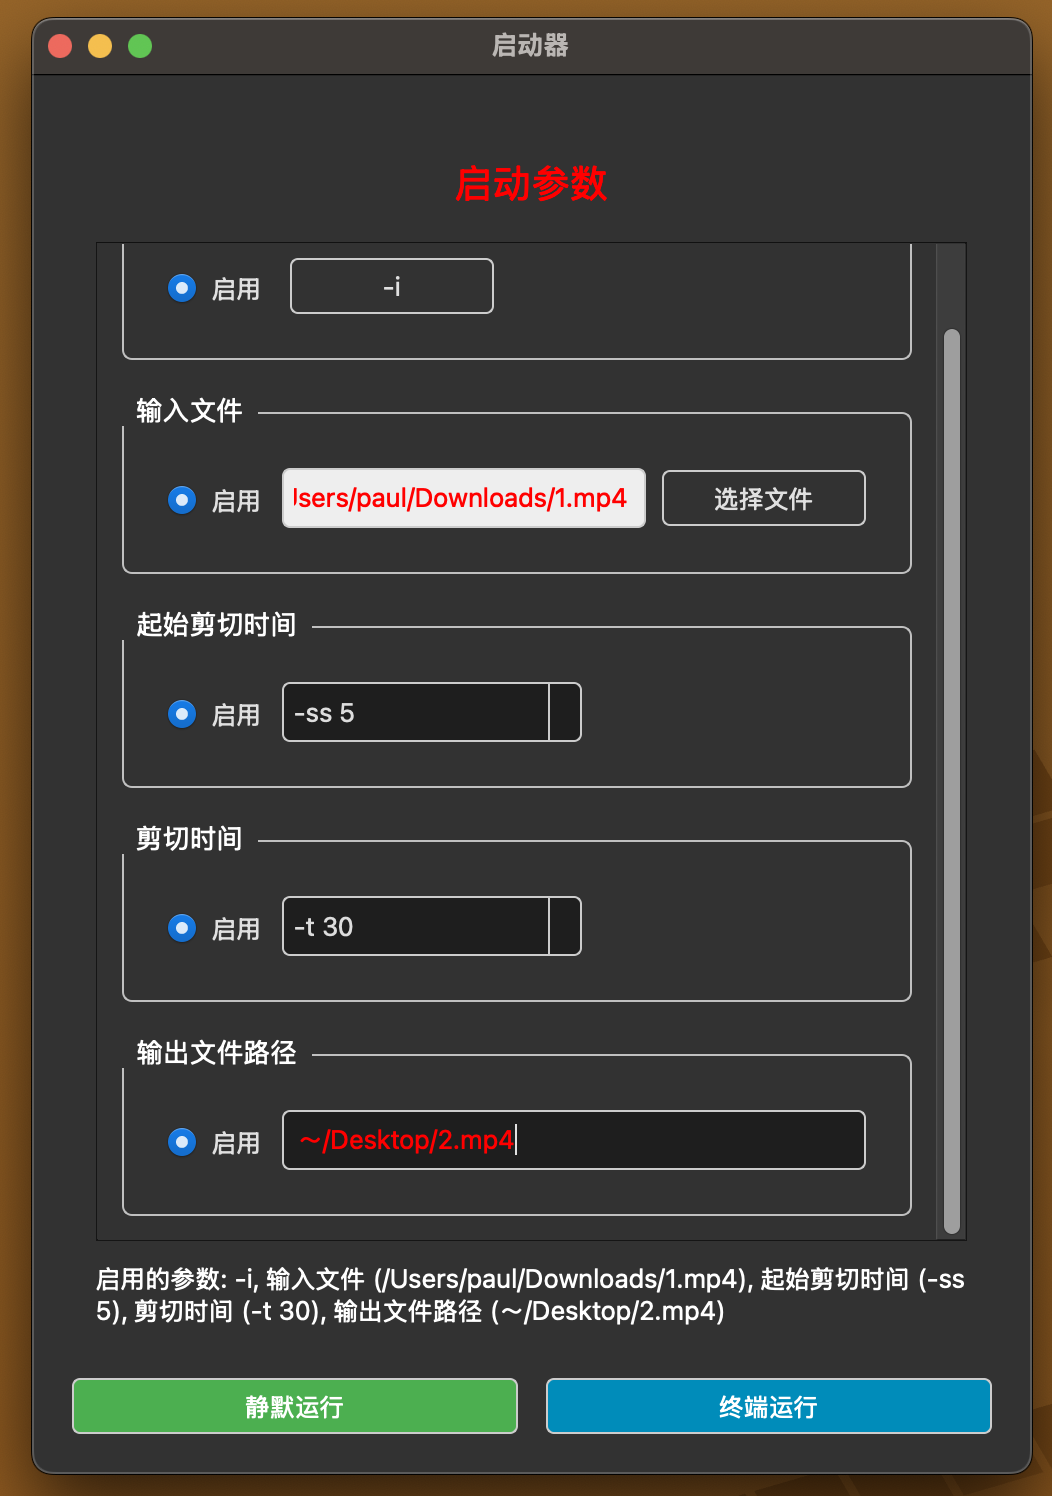 启动器
启动参数
启用
-i
输入文件
启用
Users/paul/Downloads/1.mp4
选择文件
起始剪切时间
启用
-ss 5
剪切时间
启用
-t 30
输出文件路径
启用
～/Desktop/2.mp4
启用的参数: -i, 输入文件 (/Users/paul/Downloads/1.mp4), 起始剪切时间 (-ss
5), 剪切时间 (-t 30), 输出文件路径 (～/Desktop/2.mp4)
静默运行
终端运行